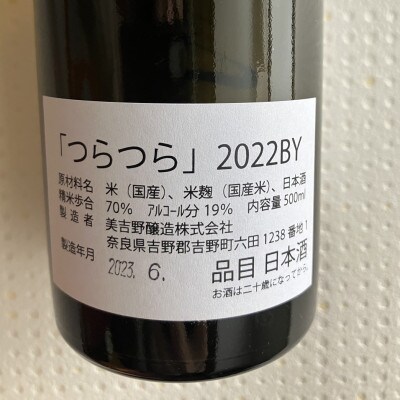 「つらつら」 2022BY
原材料名 米（国産）、米麹（国産米）、日本酒
精米歩合 70% アルコール分 19% 内容量 500ml
製造者 美吉野醸造株式会社
奈良県吉野郡吉野町六田 1238 番地 1
製造年月 2023. 6.
品目 日本酒
お酒は二十歳になってから。